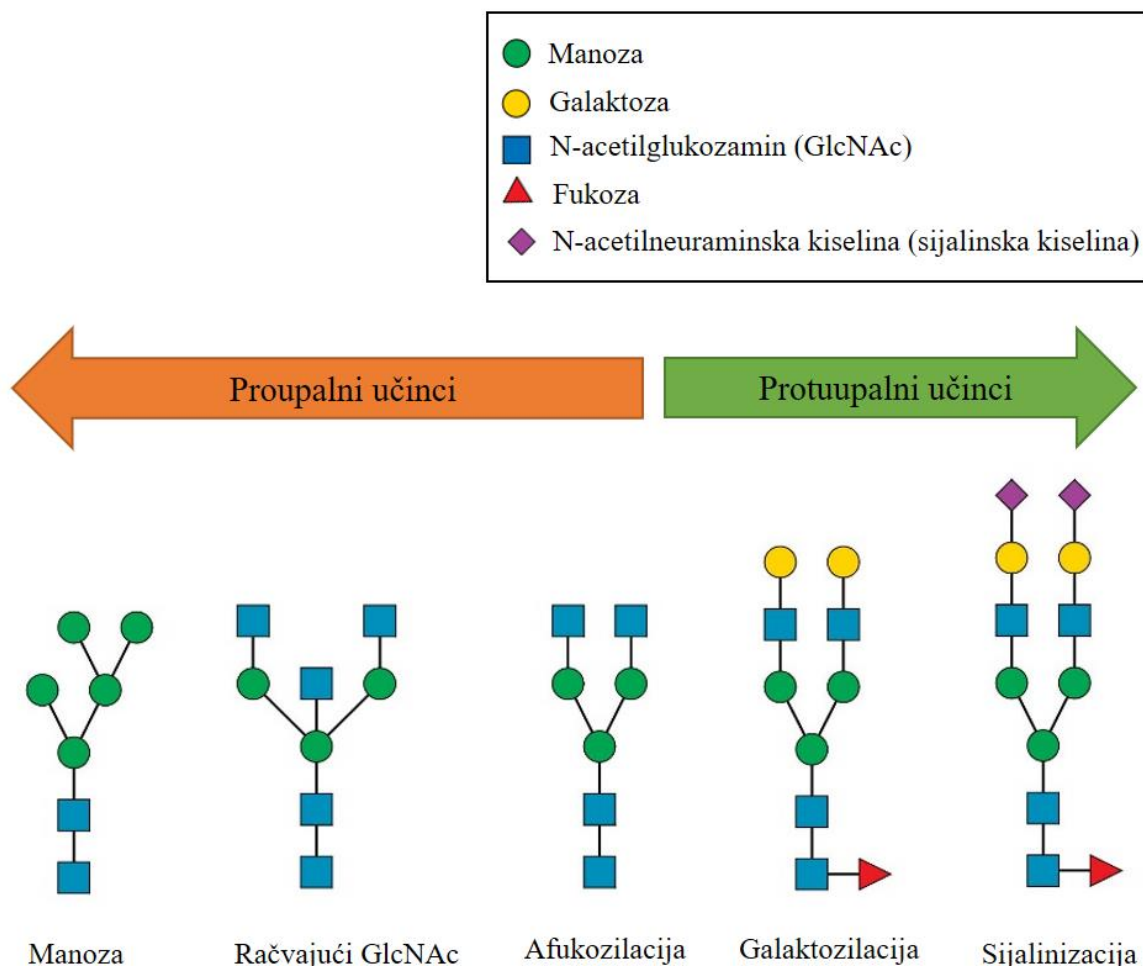 Manoza
Galaktoza
N-acetilglukozamin (GlcNAc)
Fukoza
N-acetilneuraminska kiselina (sijalinska kiselina)
Proupalni učinci
Protuupalni učinci
Manoza
Račvajući GlcNAc
Afukozilacija
Galaktozilacija
Sijalinizacija